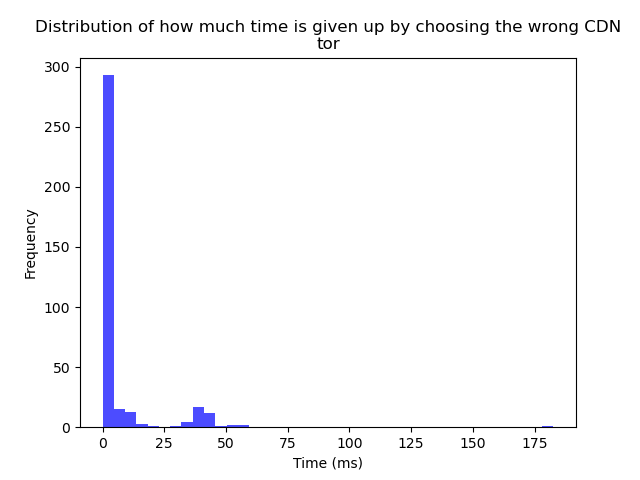 Distribution of how much time is given up by choosing the wrong CDN
tor
300
250
200
150
100
50
0
Frequency
0 25 50 75 100 125 150 175
Time (ms)